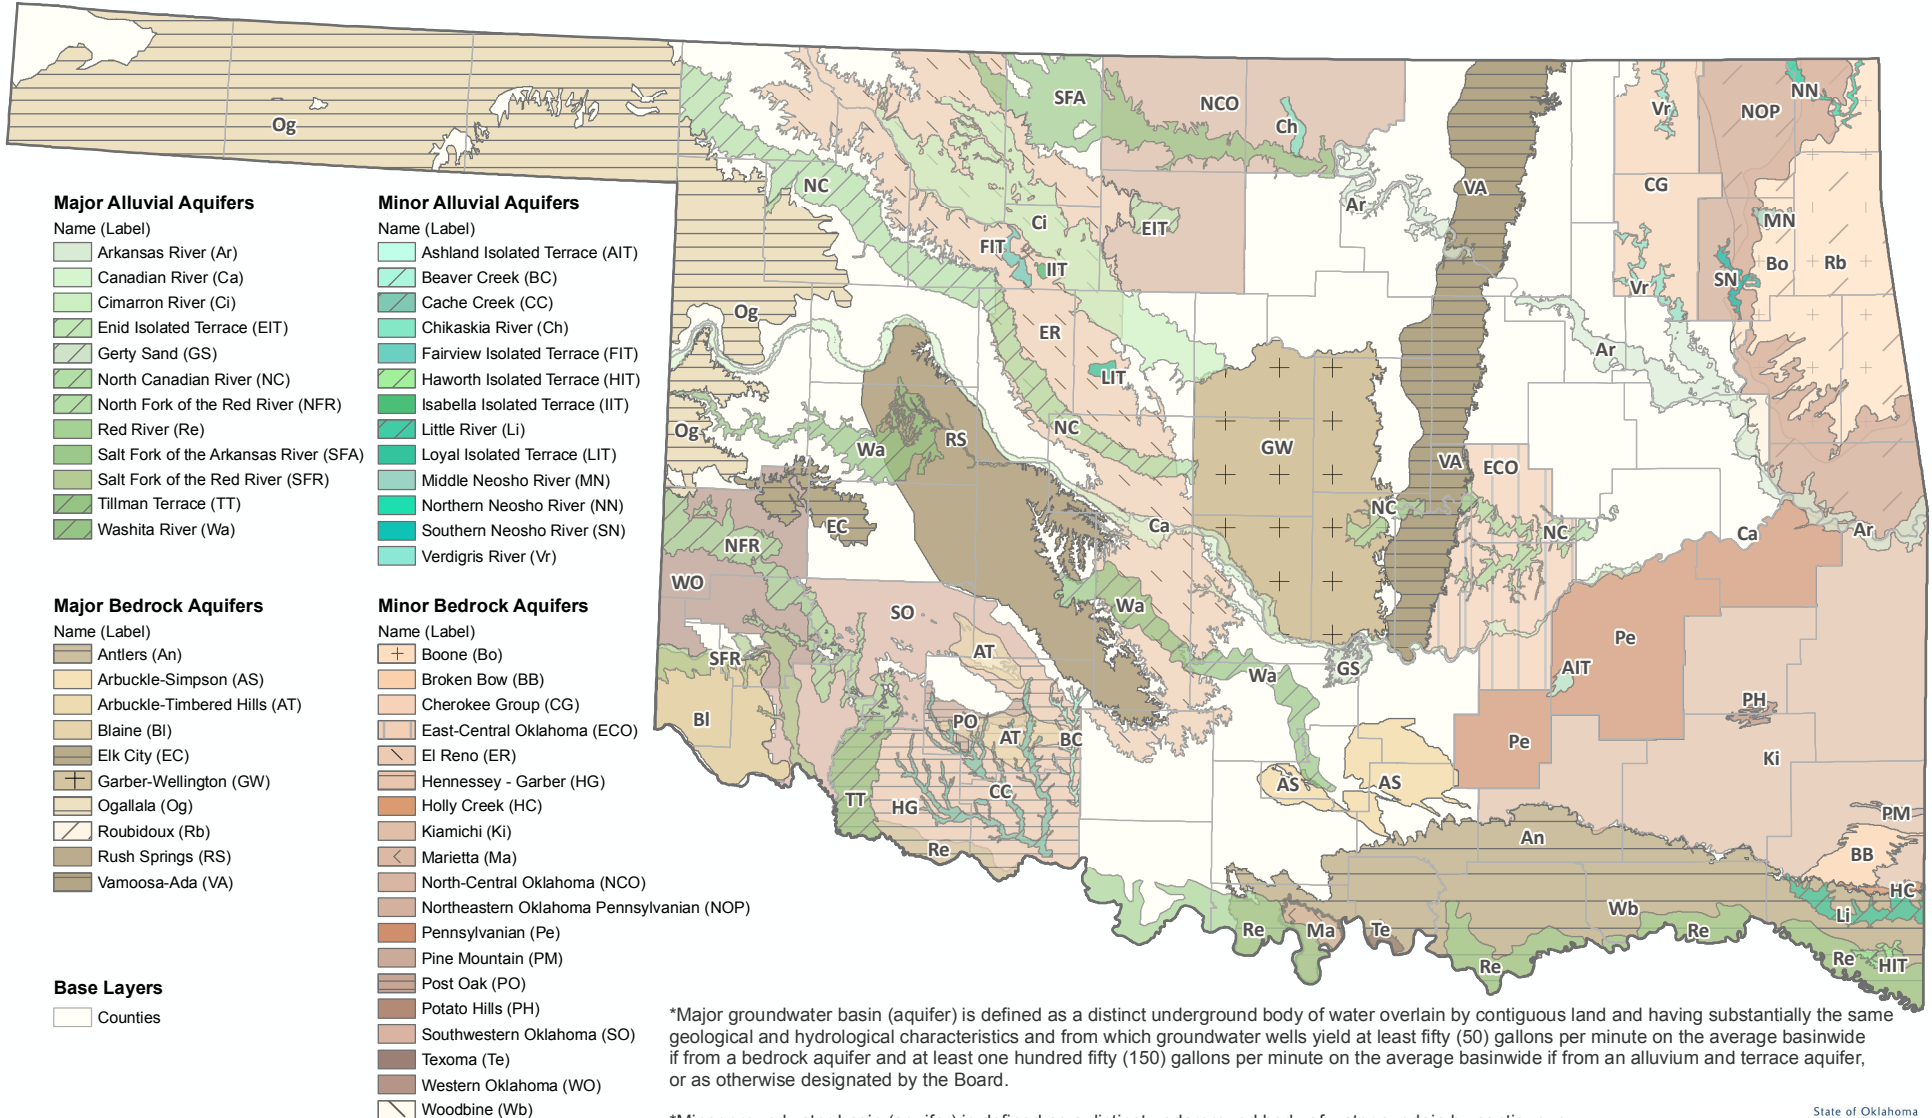 Major Alluvial Aquifers
Name (Label)
Arkansas River (Ar)
Canadian River (Ca)
Cimarron River (Ci)
Enid Isolated Terrace (EIT)
Gerty Sand (GS)
North Canadian River (NC)
North Fork of the Red River (NFR)
Red River (Re)
Salt Fork of the Arkansas River (SFA)
Salt Fork of the Red River (SFR)
Tillman Terrace (TT)
Washita River (Wa)
Minor Alluvial Aquifers
Name (Label)
Ashland Isolated Terrace (AIT)
Beaver Creek (BC)
Cache Creek (CC)
Chikaskia River (Ch)
Fairview Isolated Terrace (FIT)
Haworth Isolated Terrace (HIT)
Isabella Isolated Terrace (IIT)
Little River (Li)
Loyal Isolated Terrace (LIT)
Middle Neosho River (MN)
Northern Neosho River (NN)
Southern Neosho River (SN)
Verdigris River (Vr)
Major Bedrock Aquifers
Name (Label)
Antlers (An)
Arbuckle-Simpson (AS)
Arbuckle-Timbered Hills (AT)
Blaine (Bl)
Elk City (EC)
Garber-Wellington (GW)
Ogallala (Og)
Roubidoux (Rb)
Rush Springs (RS)
Vamoosa-Ada (VA)
Minor Bedrock Aquifers
Name (Label)
Boone (Bo)
Broken Bow (BB)
Cherokee Group (CG)
East-Central Oklahoma (ECO)
El Reno (ER)
Hennessey - Garber (HG)
Holly Creek (HC)
Kiamichi (Ki)
Marietta (Ma)
North-Central Oklahoma (NCO)
Northeastern Oklahoma Pennsylvanian (NOP)
Pennsylvanian (Pe)
Pine Mountain (PM)
Post Oak (PO)
Potato Hills (PH)
Southwestern Oklahoma (SO)
Texoma (Te)
Western Oklahoma (WO)
Woodbine (Wb)
Base Layers
Counties
Og
SFA
NCO
Ch
Vr
NOP
NN
NC
VA
CG
Ar
EIT
Ci
FIT
IIT
MN
SN
Bo
Rb
Vr
Og
ER
LIT
Ar
Og
Wa
RS
NC
GW
VA
ECO
EC
NFR
Ca
NC
NC
Ca
Ar
WO
SO
Wa
Pe
SFR
AT
Wa
GS
AIT
Bl
PO
AT
BC
Pe
PH
Ki
TT
HG
CC
AS
AS
PM
Re
An
BB
HC
Wb
Li
Re
Ma
Te
Re
Re
Re
HIT
*Major groundwater basin (aquifer) is defined as a distinct underground body of water overlain by contiguous land and having substantially the same
geological and hydrological characteristics and from which groundwater wells yield at least fifty (50) gallons per minute on the average basinwide
if from a bedrock aquifer and at least one hundred fifty (150) gallons per minute on the average basinwide if from an alluvium and terrace aquifer,
or as otherwise designated by the Board.
State of Oklahoma